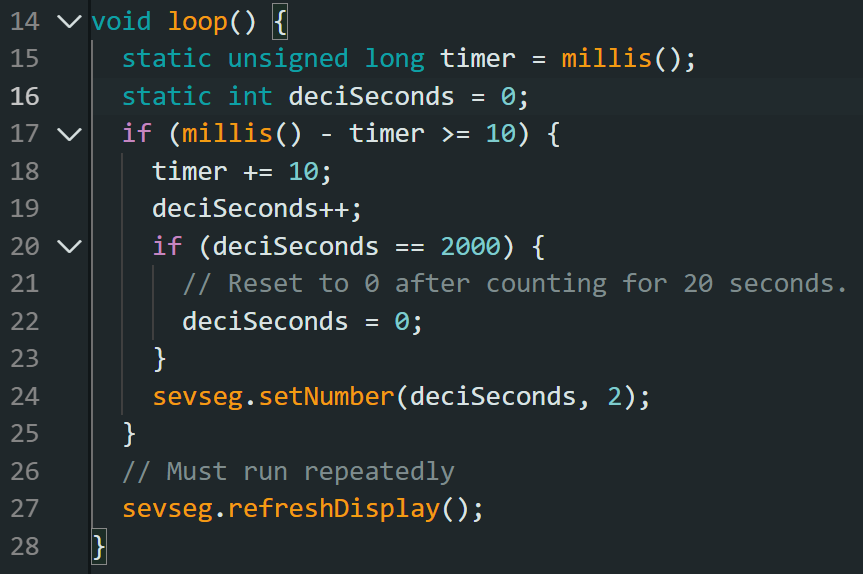 14 void loop() {
15 static unsigned long timer = millis();
16 static int deciSeconds = 0;
17 if (millis() - timer >= 10) {
18 timer += 10;
19 deciSeconds++;
20 if (deciSeconds == 2000) {
21 // Reset to 0 after counting for 20 seconds.
22 deciSeconds = 0;
23 }
24 sevseg.setNumber(deciSeconds, 2);
25 }
26 // Must run repeatedly
27 sevseg.refreshDisplay();
28 }